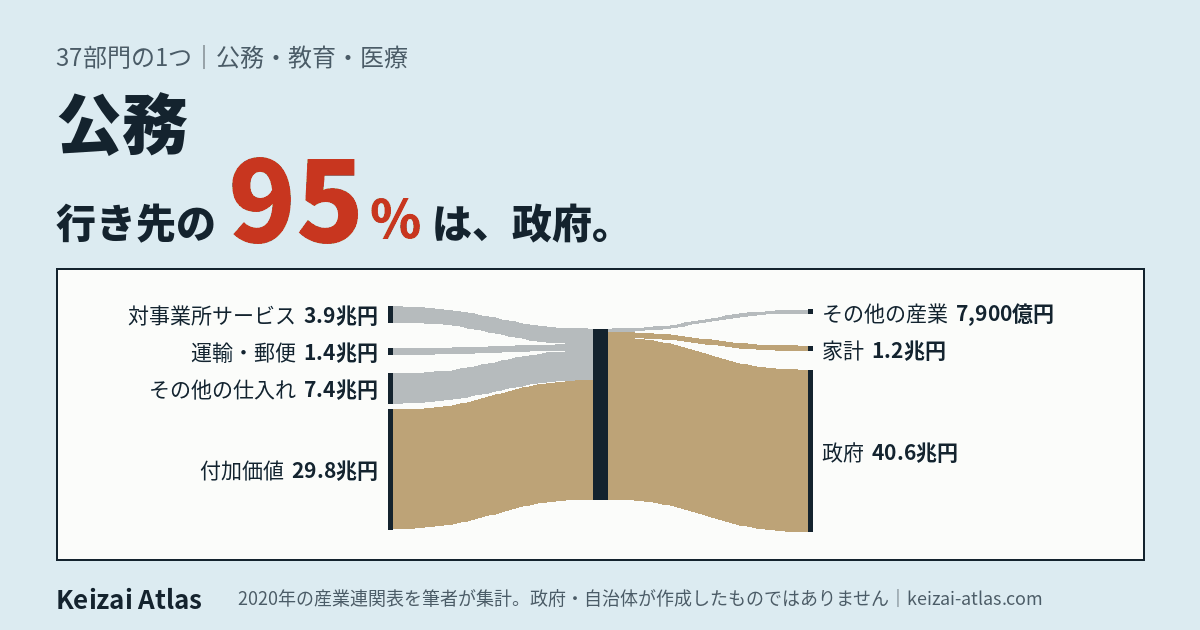 37部門の1つ｜公務・教育・医療
公務
行き先の 95% は、政府。
対事業所サービス 3.9兆円
運輸・郵便 1.4兆円
その他の仕入れ 7.4兆円
付加価値 29.8兆円
その他の産業 7,900億円
家計 1.2兆円
政府 40.6兆円
Keizai Atlas
2020年の産業連関表を筆者が集計。政府・自治体が作成したものではありません｜keizai-atlas.com